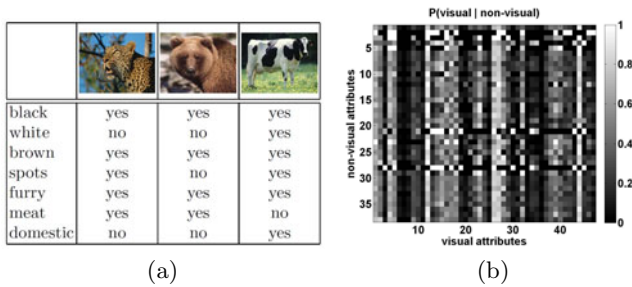 black yes yes yes
white no no yes
brown yes yes yes
spots yes no yes
furry yes yes yes
meat yes yes no
domestic no no yes
(a)
P(visual | non-visual)
non-visual attributes
5
10
15
20
25
30
35
10 20 30 40
visual attributes
1
0.8
0.6
0.4
0.2
0
(b)